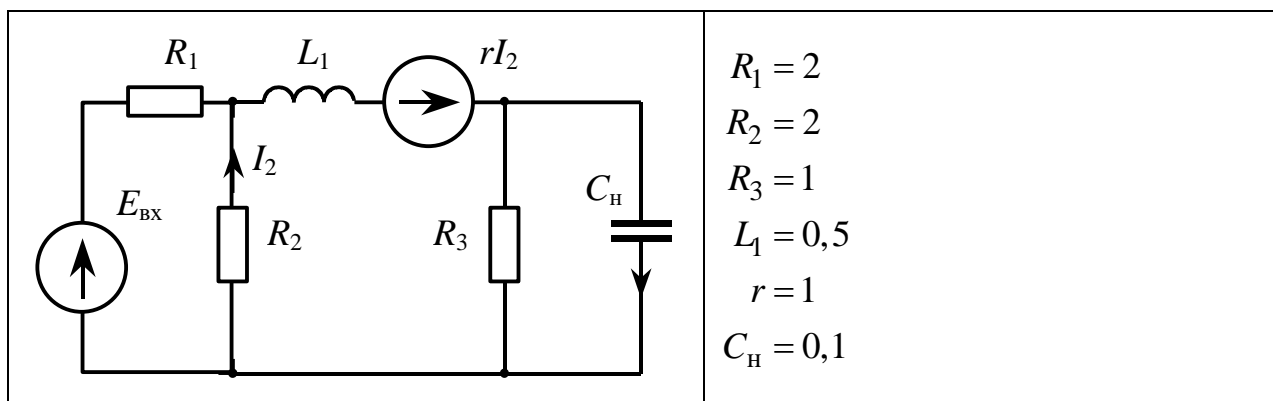 R₁
L₁
rI₂
I₂
Eвх
R₂
R₃
Cн
R₁ = 2
R₂ = 2
R₃ = 1
L₁ = 0,5
r = 1
Cн = 0,1